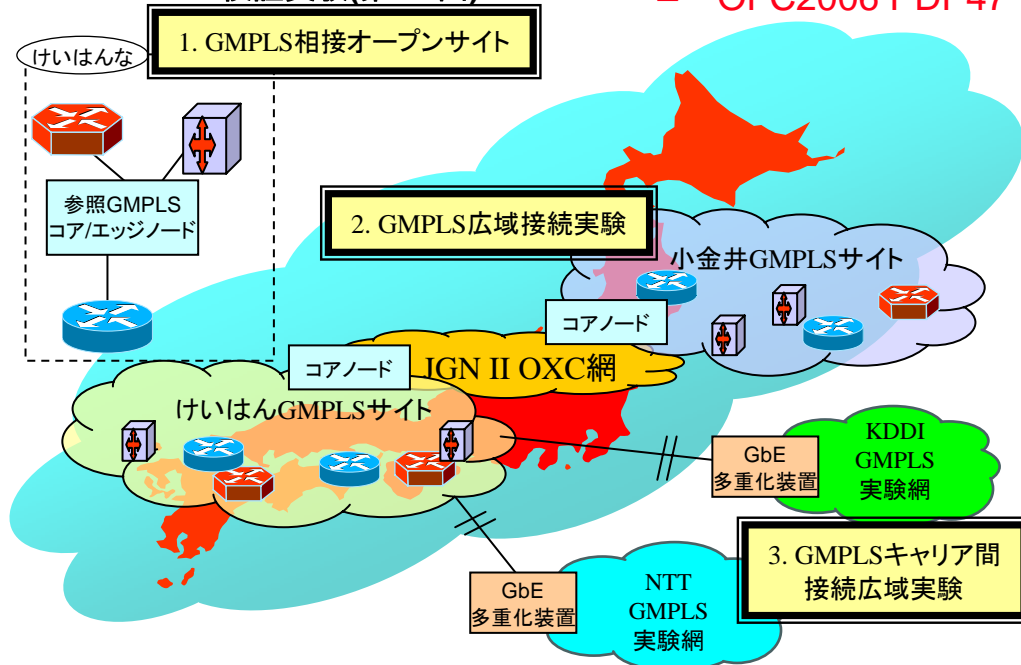 OFC2006 PDP47
1. GMPLS相接オープンサイト
けいはんな
参照GMPLS
コア/エッジノード
2. GMPLS広域接続実験
小金井GMPLSサイト
コアノード
JGN II OXC網
コアノード
けいはんGMPLSサイト
KDDI
GMPLS
実験網
GbE
多重化装置
3. GMPLSキャリア間
接続広域実験
NTT
GMPLS
実験網
GbE
多重化装置